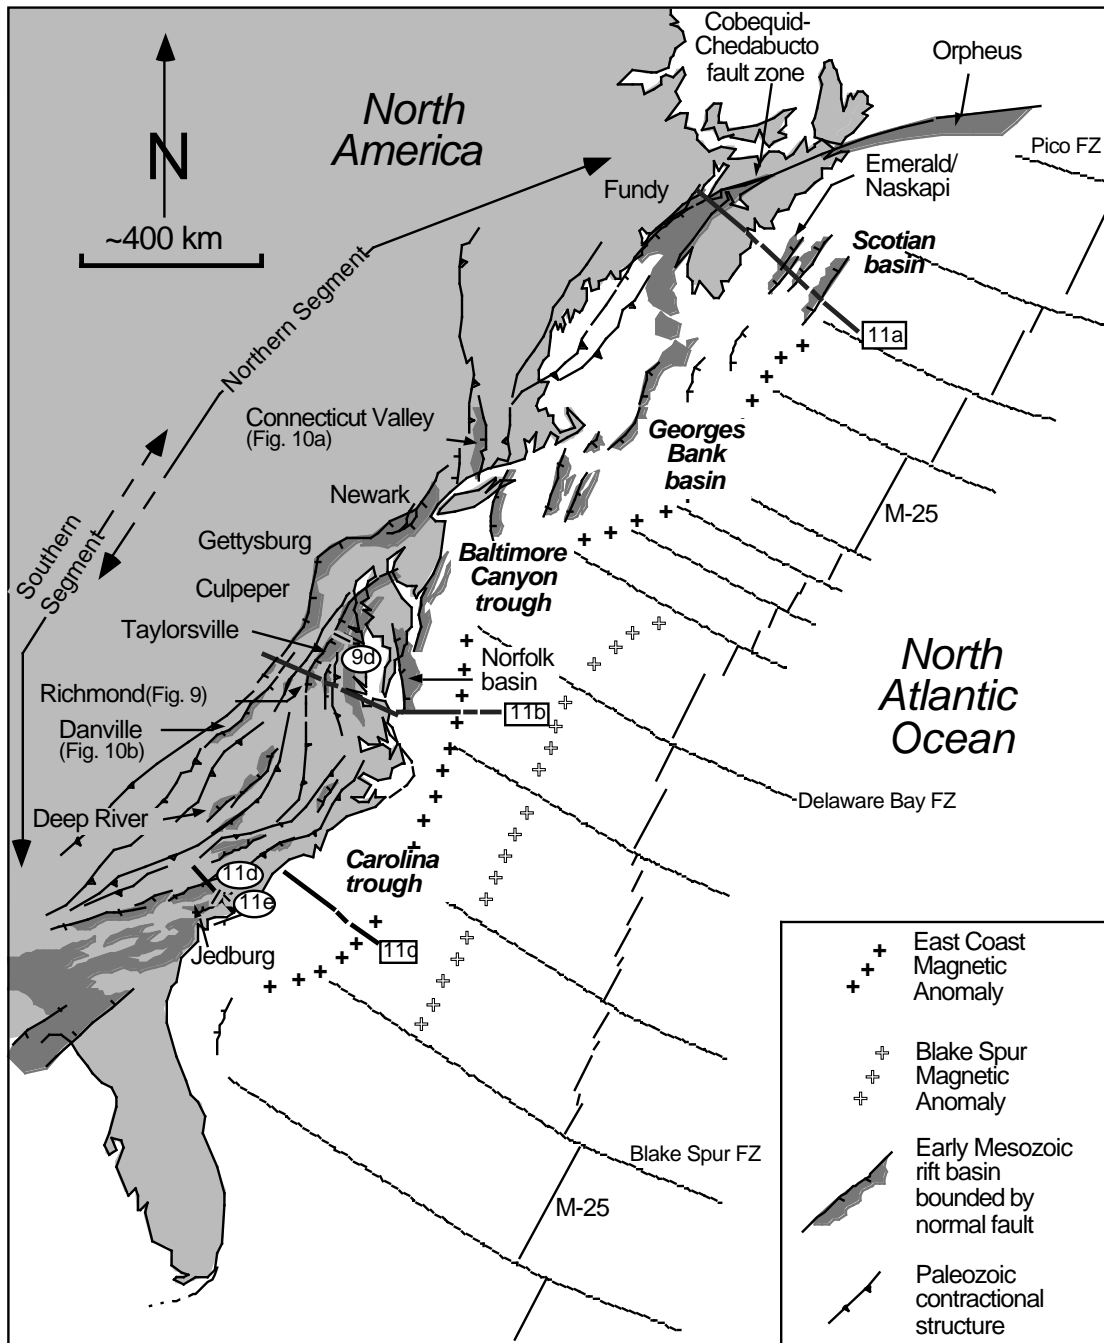 Cobequid-
Chedabucto
fault zone
Orpheus
North
America
N
~400 km
Pico FZ
Emerald/
Naskapi
Fundy
Scotian
basin
11a
Northern Segment
Connecticut Valley
(Fig. 10a)
Georges
Bank
basin
M-25
Newark
Southern
Segment
Gettysburg
Baltimore
Canyon
trough
Culpeper
Taylorsville
9d
Norfolk
basin
North
Atlantic
Ocean
Richmond (Fig. 9)
11b
Danville
(Fig. 10b)
Delaware Bay FZ
Deep River
Carolina
trough
11d
11e
11c
Jedburg
East Coast
Magnetic
Anomaly
Blake Spur
Magnetic
Anomaly
Blake Spur FZ
Early Mesozoic
rift basin
bounded by
normal fault
M-25
Paleozoic
contractional
structure